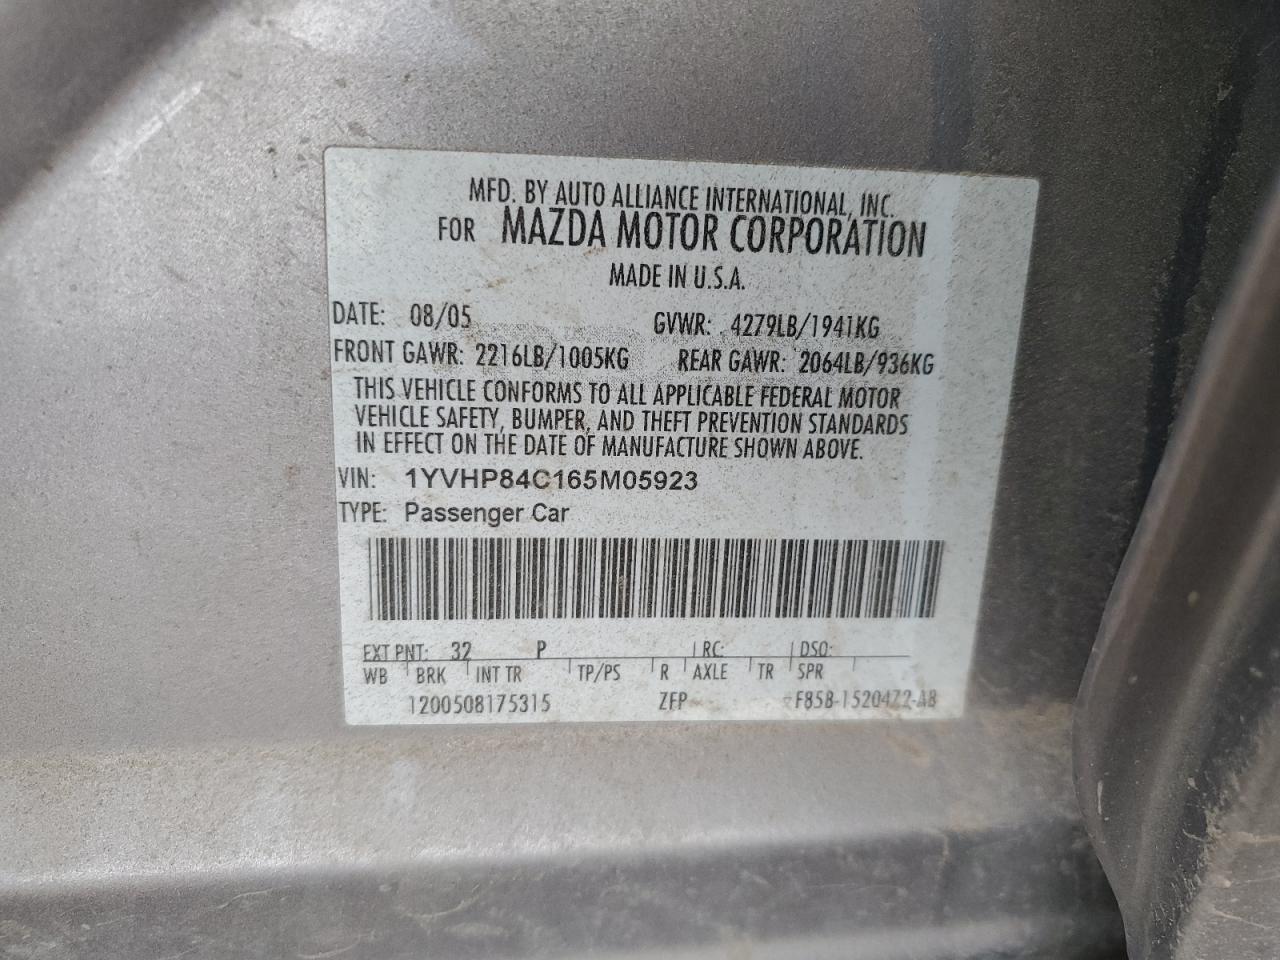 MFD. BY AUTO ALLIANCE INTERNATIONAL, INC.
FOR MAZDA MOTOR CORPORATION
MADE IN U.S.A.
DATE: 08/05 GVWR: 4279LB/1941KG
FRONT GAWR: 2216LB/1005KG REAR GAWR: 2064LB/936KG
THIS VEHICLE CONFORMS TO ALL APPLICABLE FEDERAL MOTOR
VEHICLE SAFETY, BUMPER, AND THEFT PREVENTION STANDARDS
IN EFFECT ON THE DATE OF MANUFACTURE SHOWN ABOVE.
VIN: 1YVHP84C165M05923
TYPE: Passenger Car
EXT PNT: 32 P RC: DSO:
WB BRK INT TR TP/PS R AXLE TR SPR
1200508175315 ZFP F85B-1520472-AB